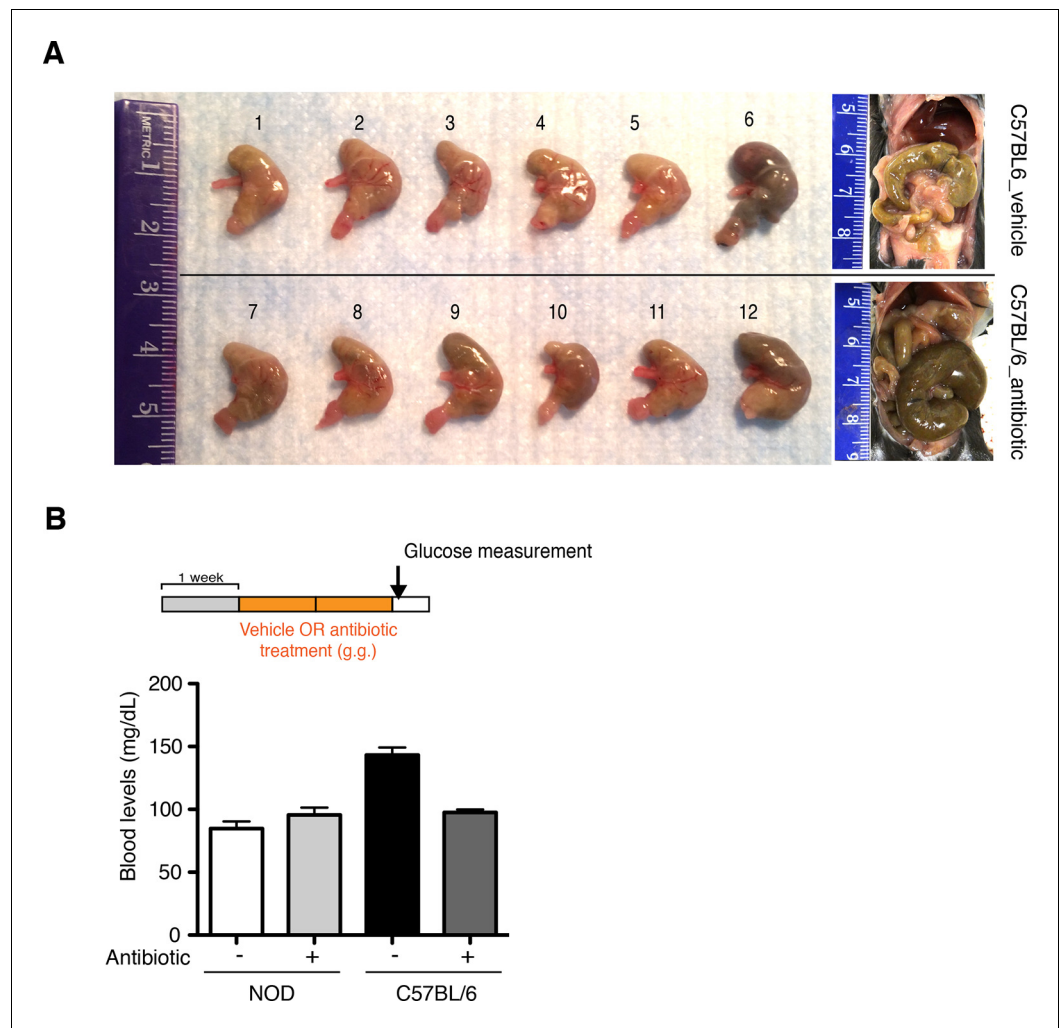 A
1 2 3 4 5 6
7 8 9 10 11 12
METRIC 1
2
3
4
5
5
6
7
8
5
6
7
8
9
C57BL6_vehicle
C57BL/6_antibiotic
B
Glucose measurement
1 week
Vehicle OR antibiotic
treatment (g.g.)
Blood levels (mg/dL)
200
150
100
50
0
Antibiotic - + - +
NOD C57BL/6